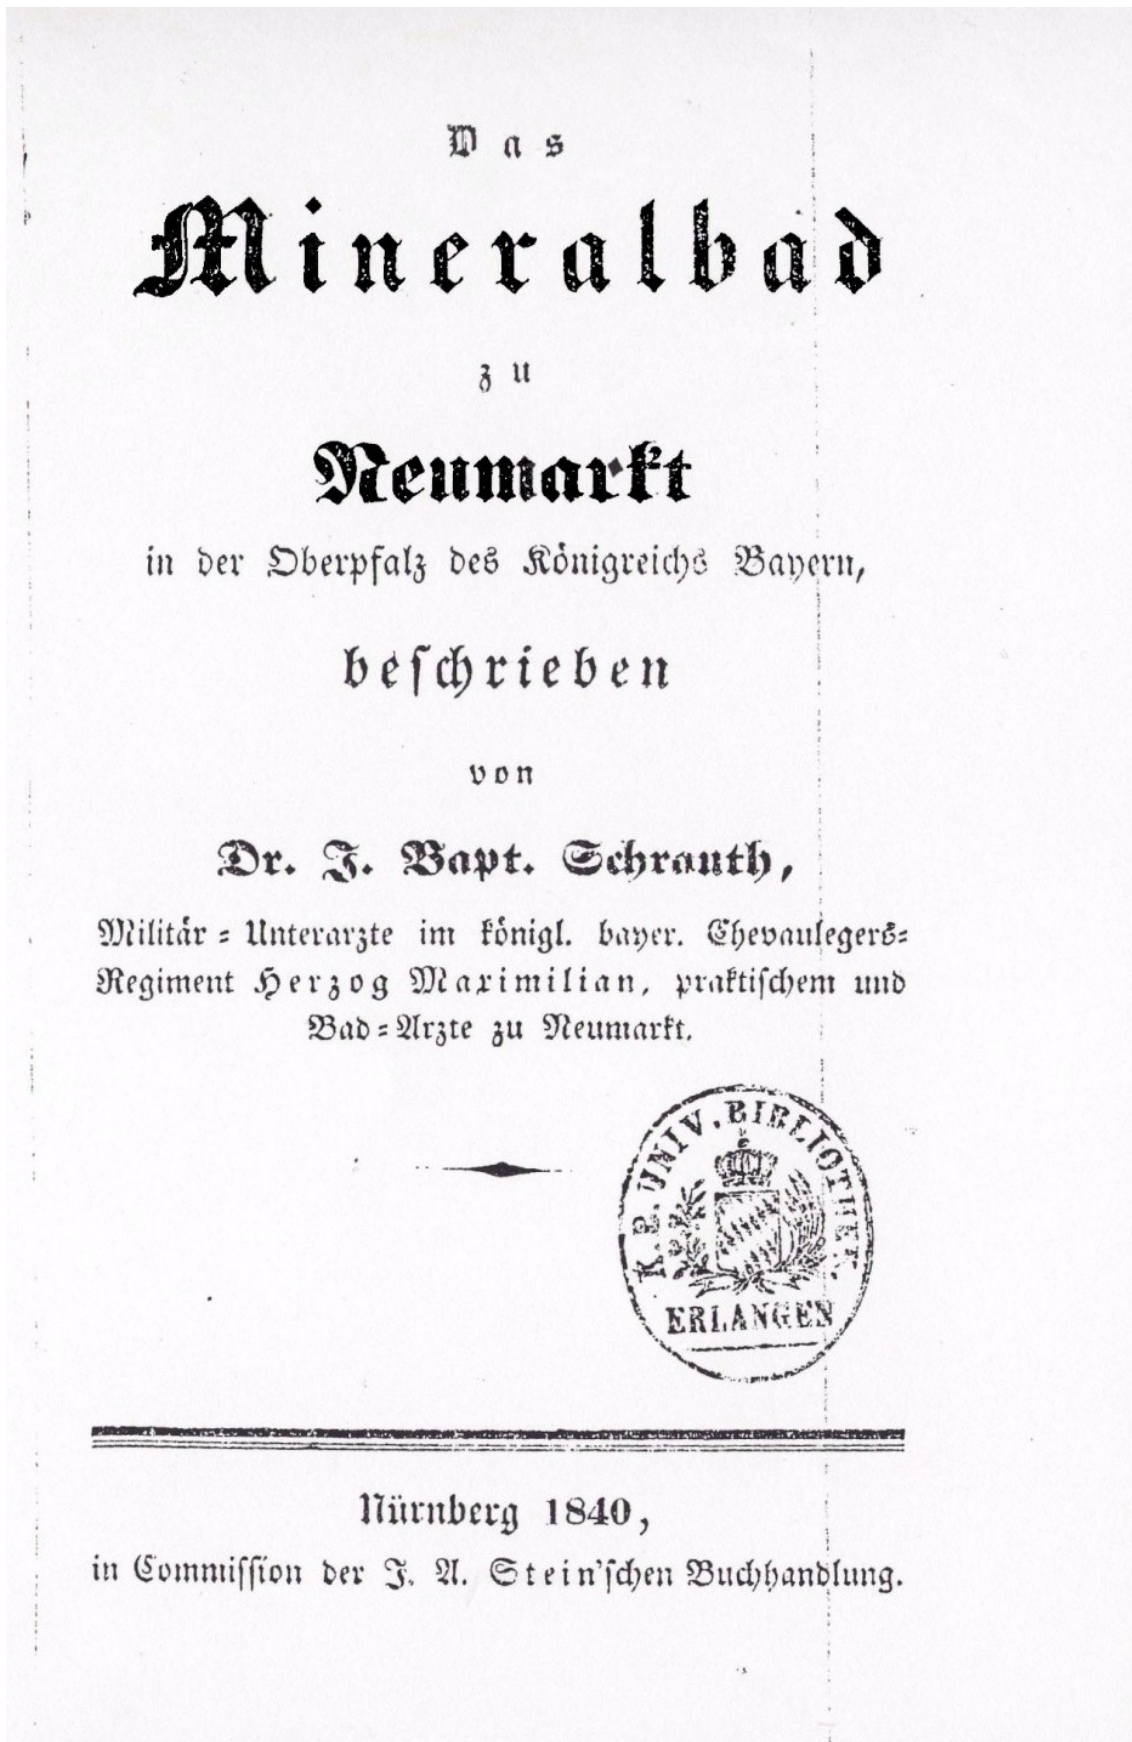 Das
Mineralbad
zu
Neumarkt
in der Oberpfalz des Königreichs Bayern,
beschrieben
von
Dr. J. Bapt. Schrauth,
Militär-Unterarzte im königl. bayer. Chevaulegers-
Regiment Herzog Maximilian, praktischem und
Bad-Arzte zu Neumarkt.
K. B. UNIV. BIBLIOTHEK.
ERLANGEN
Nürnberg 1840,
in Commission der J. A. Stein'schen Buchhandlung.